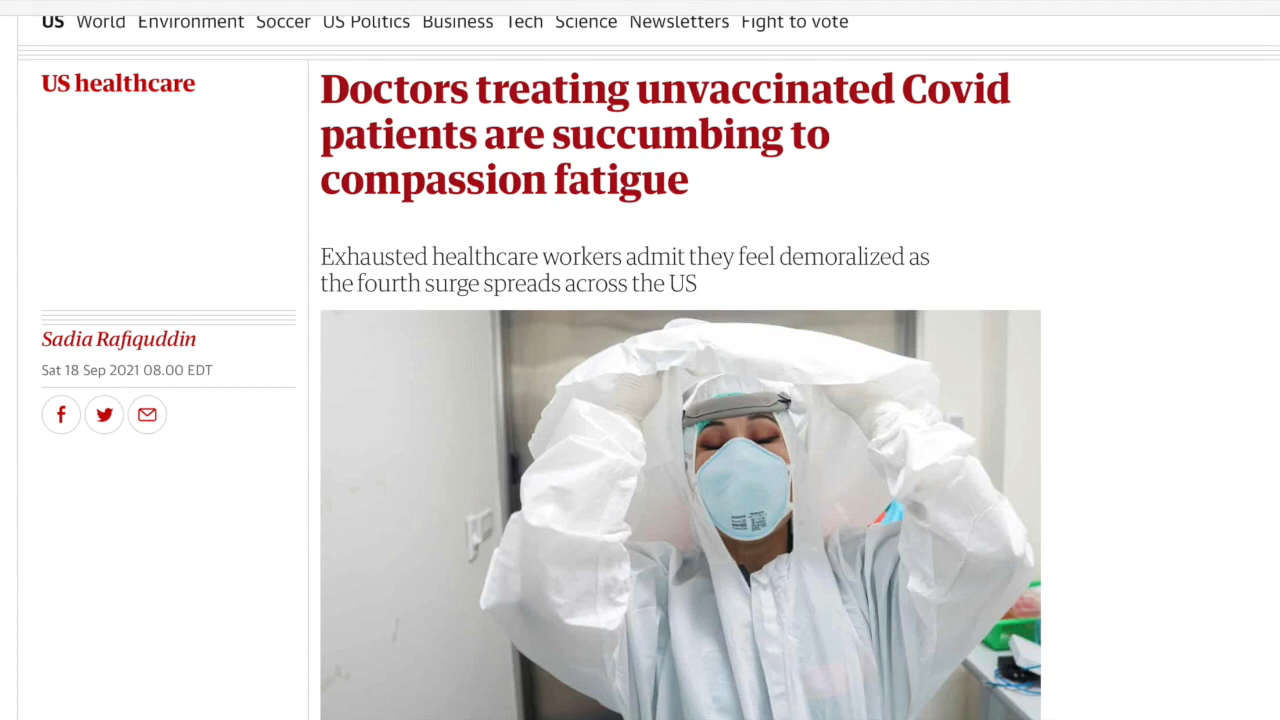 US World Environment Soccer US Politics Business Tech Science Newsletters Fight to vote
US healthcare
Doctors treating unvaccinated Covid
patients are succumbing to
compassion fatigue
Exhausted healthcare workers admit they feel demoralized as
the fourth surge spreads across the US
Sadia Rafiquddin
Sat 18 Sep 2021 08.00 EDT